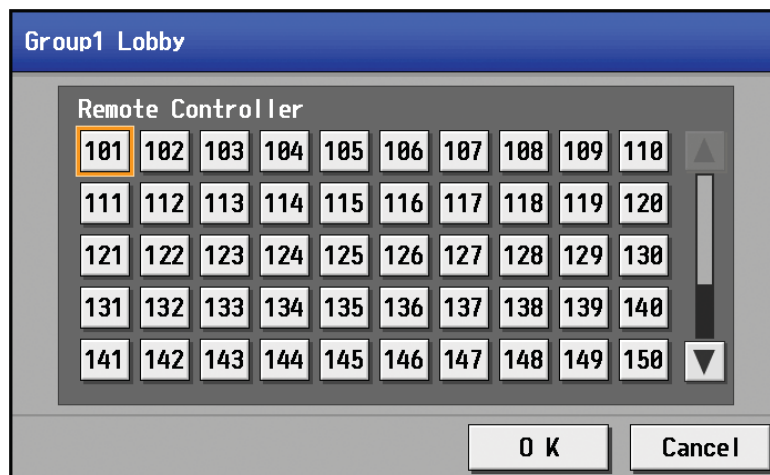 Group1 Lobby
Remote Controller
101 102 103 104 105 106 107 108 109 110
111 112 113 114 115 116 117 118 119 120
121 122 123 124 125 126 127 128 129 130
131 132 133 134 135 136 137 138 139 140
141 142 143 144 145 146 147 148 149 150
O K Cancel